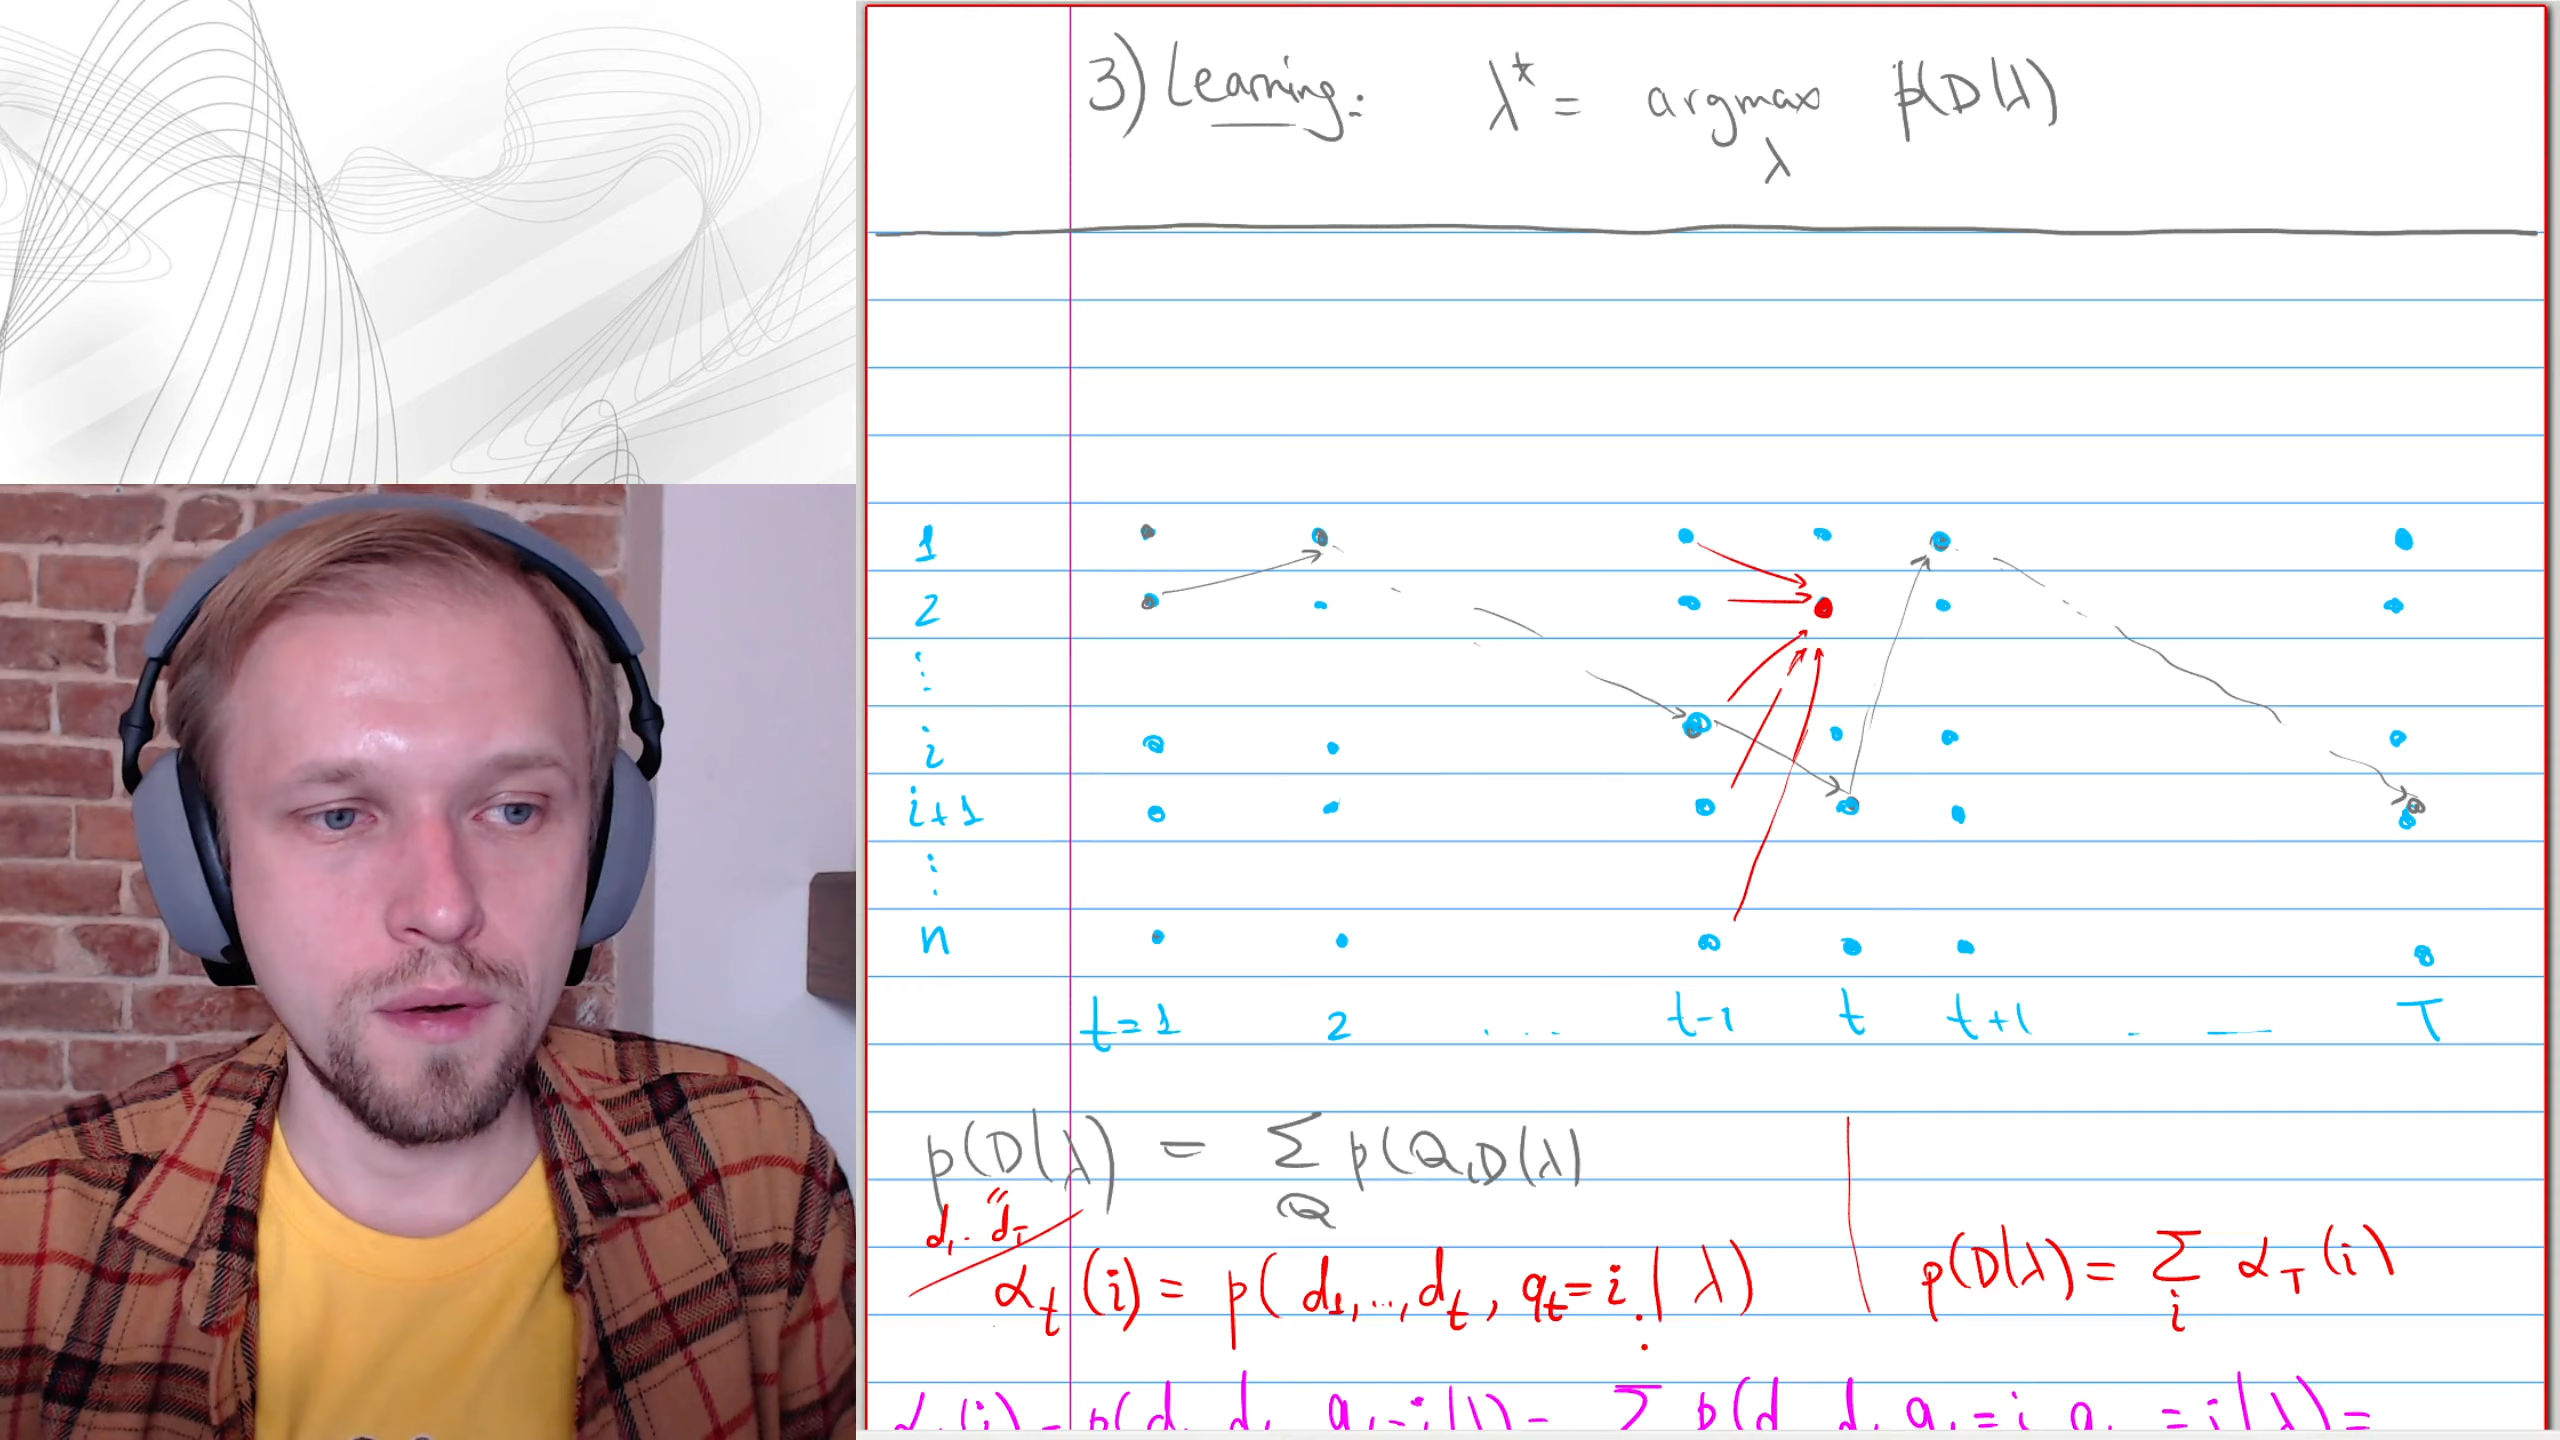 3) Learning: λ* = argmax p(D|λ)
λ
1
2
⋮
i
i+1
⋮
n
t=1 2 ... t-1 t t+1 . — T
p(D|λ) = Σ p(Q,D|λ)
Q
d1..dT
αt(i) = p(d1,..,dt, qt=i | λ)
p(D|λ) = Σ αT(i)
i